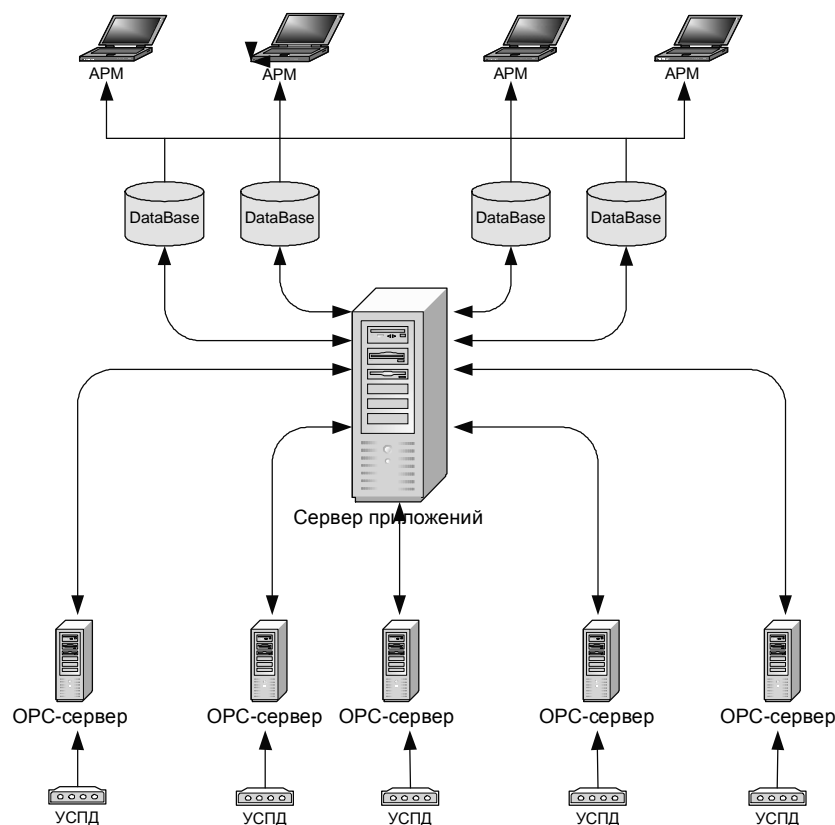 АРМ
АРМ
АРМ
АРМ
DataBase
DataBase
DataBase
DataBase
Сервер приложений
OPC-сервер
OPC-сервер
OPC-сервер
OPC-сервер
OPC-сервер
УСПД
УСПД
УСПД
УСПД
УСПД